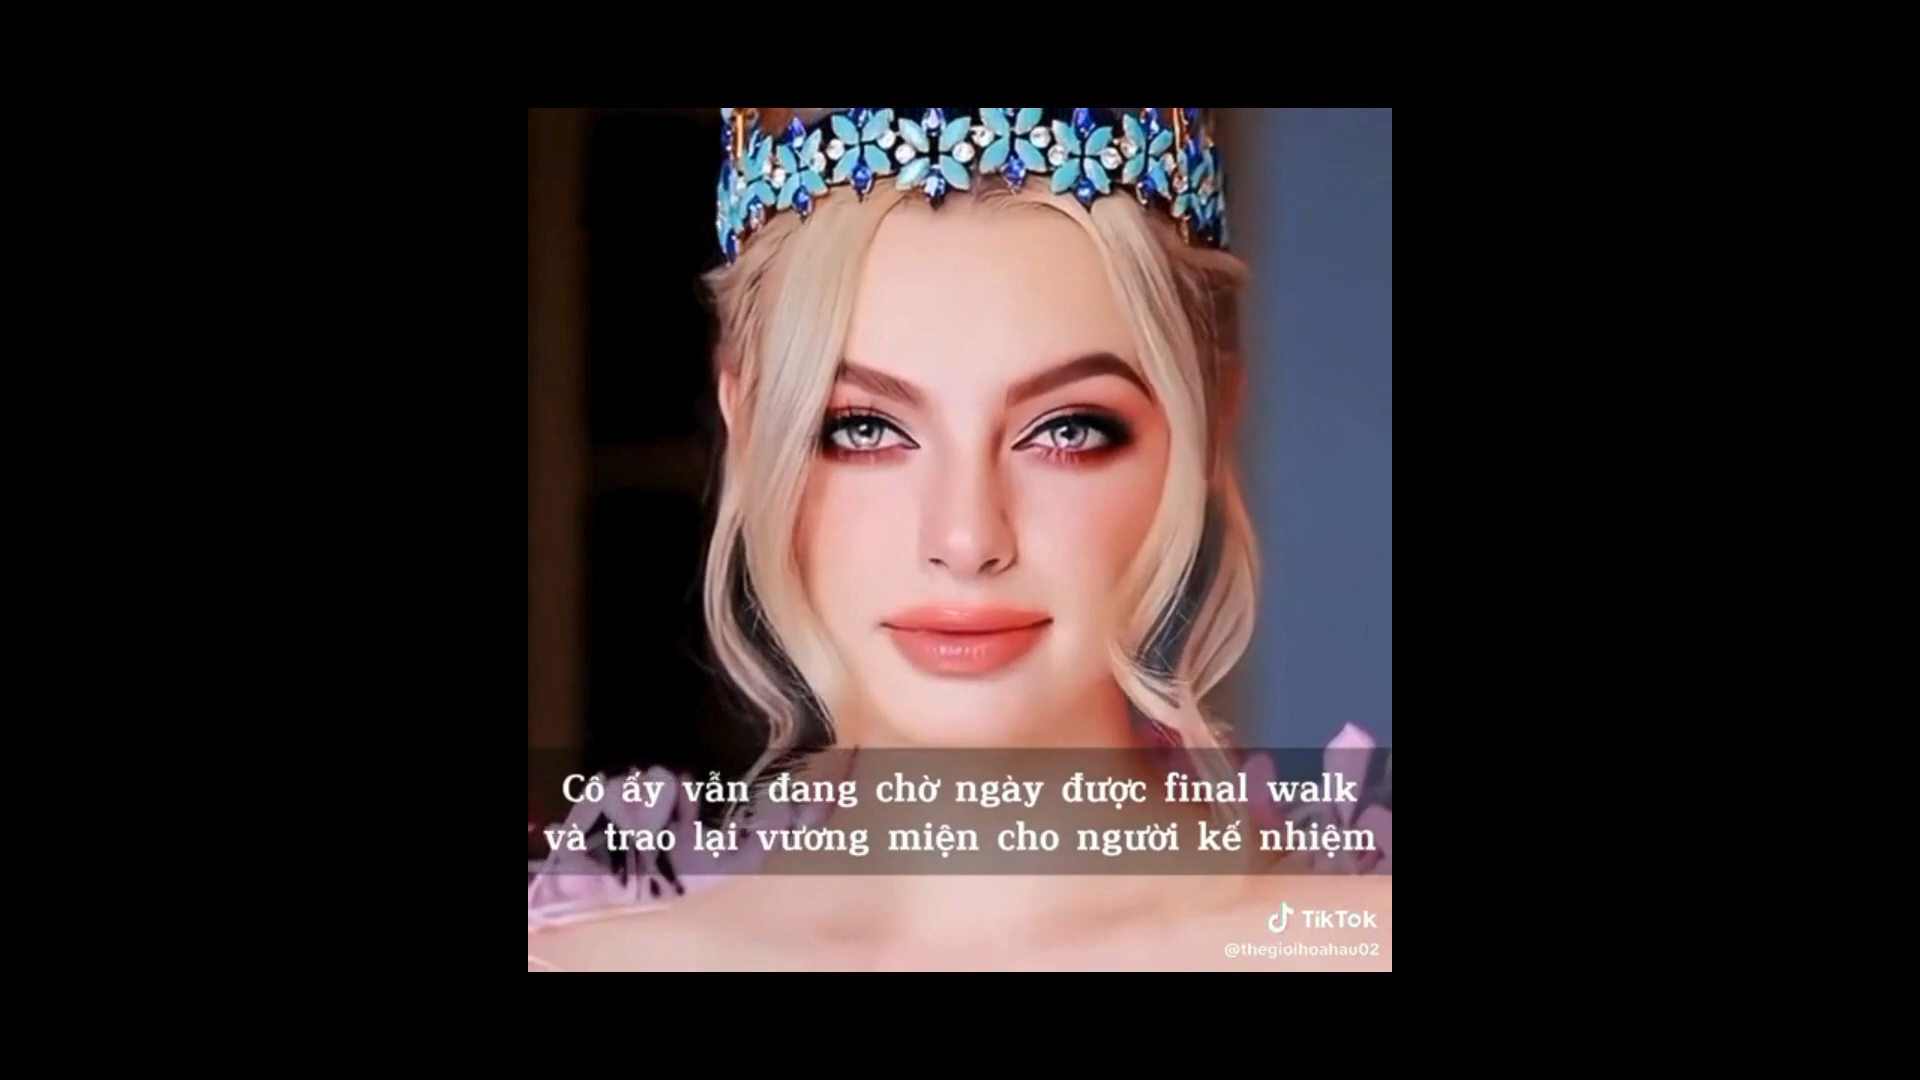 Cô ấy vẫn đang chờ ngày được final walk
và trao lại vương miện cho người kế nhiệm
TikTok
@thegioihoahau02